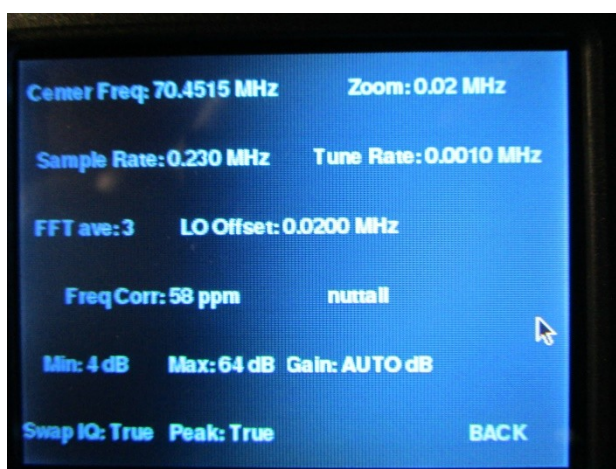 Center Freq: 70.4515 MHz Zoom: 0.02 MHz
Sample Rate: 0.230 MHz Tune Rate: 0.0010 MHz
FFT ave: 3 LO Offset: 0.0200 MHz
Freq Corr: 58 ppm nuttall
Min: 4 dB Max: 64 dB Gain: AUTO dB
Swap IQ: True Peak: True BACK